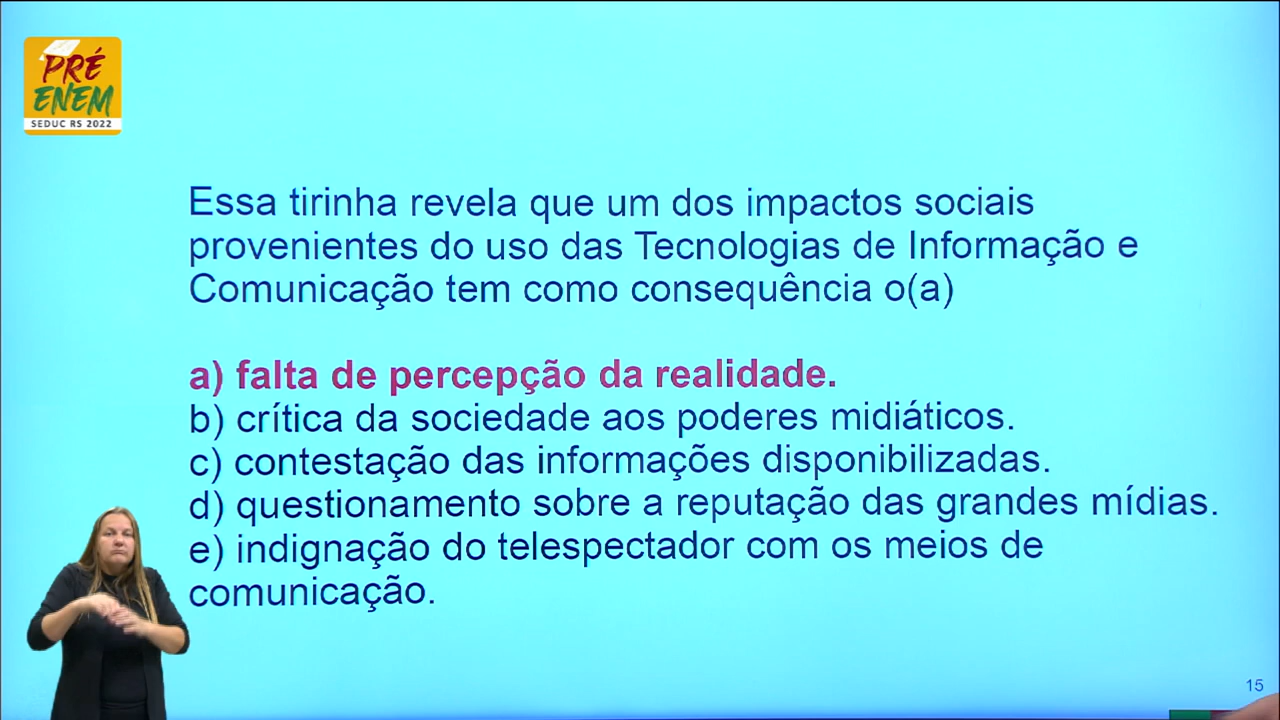 PRÉ
ENEM
SEDUC RS 2022
Essa tirinha revela que um dos impactos sociais
provenientes do uso das Tecnologias de Informação e
Comunicação tem como consequência o(a)
a) falta de percepção da realidade.
b) crítica da sociedade aos poderes midiáticos.
c) contestação das informações disponibilizadas.
d) questionamento sobre a reputação das grandes mídias.
e) indignação do telespectador com os meios de
comunicação.
15